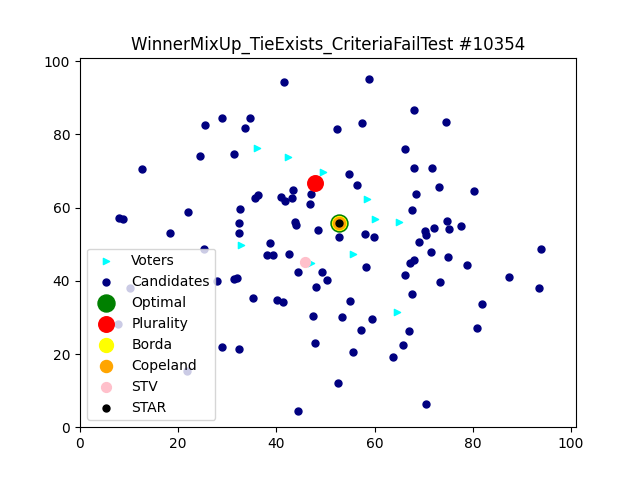 WinnerMixUp_TieExists_CriteriaFailTest #10354
100
80
60
40
20
0
Voters
Candidates
Optimal
Plurality
Borda
Copeland
STV
STAR
0 20 40 60 80 100